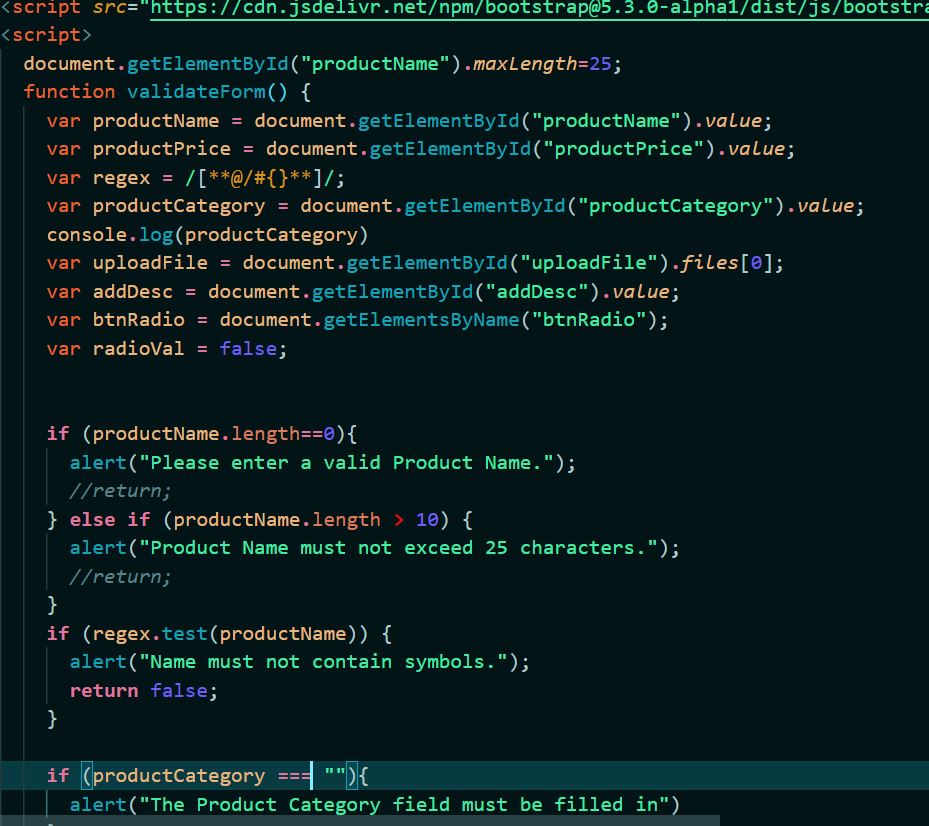 <script src="https://cdn.jsdelivr.net/npm/bootstrap@5.3.0-alpha1/dist/js/bootstra
<script>
document.getElementById("productName").maxLength=25;
function validateForm() {
var productName = document.getElementById("productName").value;
var productPrice = document.getElementById("productPrice").value;
var regex = /[**@/#{}**]/;
var productCategory = document.getElementById("productCategory").value;
console.log(productCategory)
var uploadFile = document.getElementById("uploadFile").files[0];
var addDesc = document.getElementById("addDesc").value;
var btnRadio = document.getElementsByName("btnRadio");
var radioVal = false;
if (productName.length==0){
alert("Please enter a valid Product Name.");
//return;
} else if (productName.length > 10) {
alert("Product Name must not exceed 25 characters.");
//return;
}
if (regex.test(productName)) {
alert("Name must not contain symbols.");
return false;
}
if (productCategory === ""){
alert("The Product Category field must be filled in")